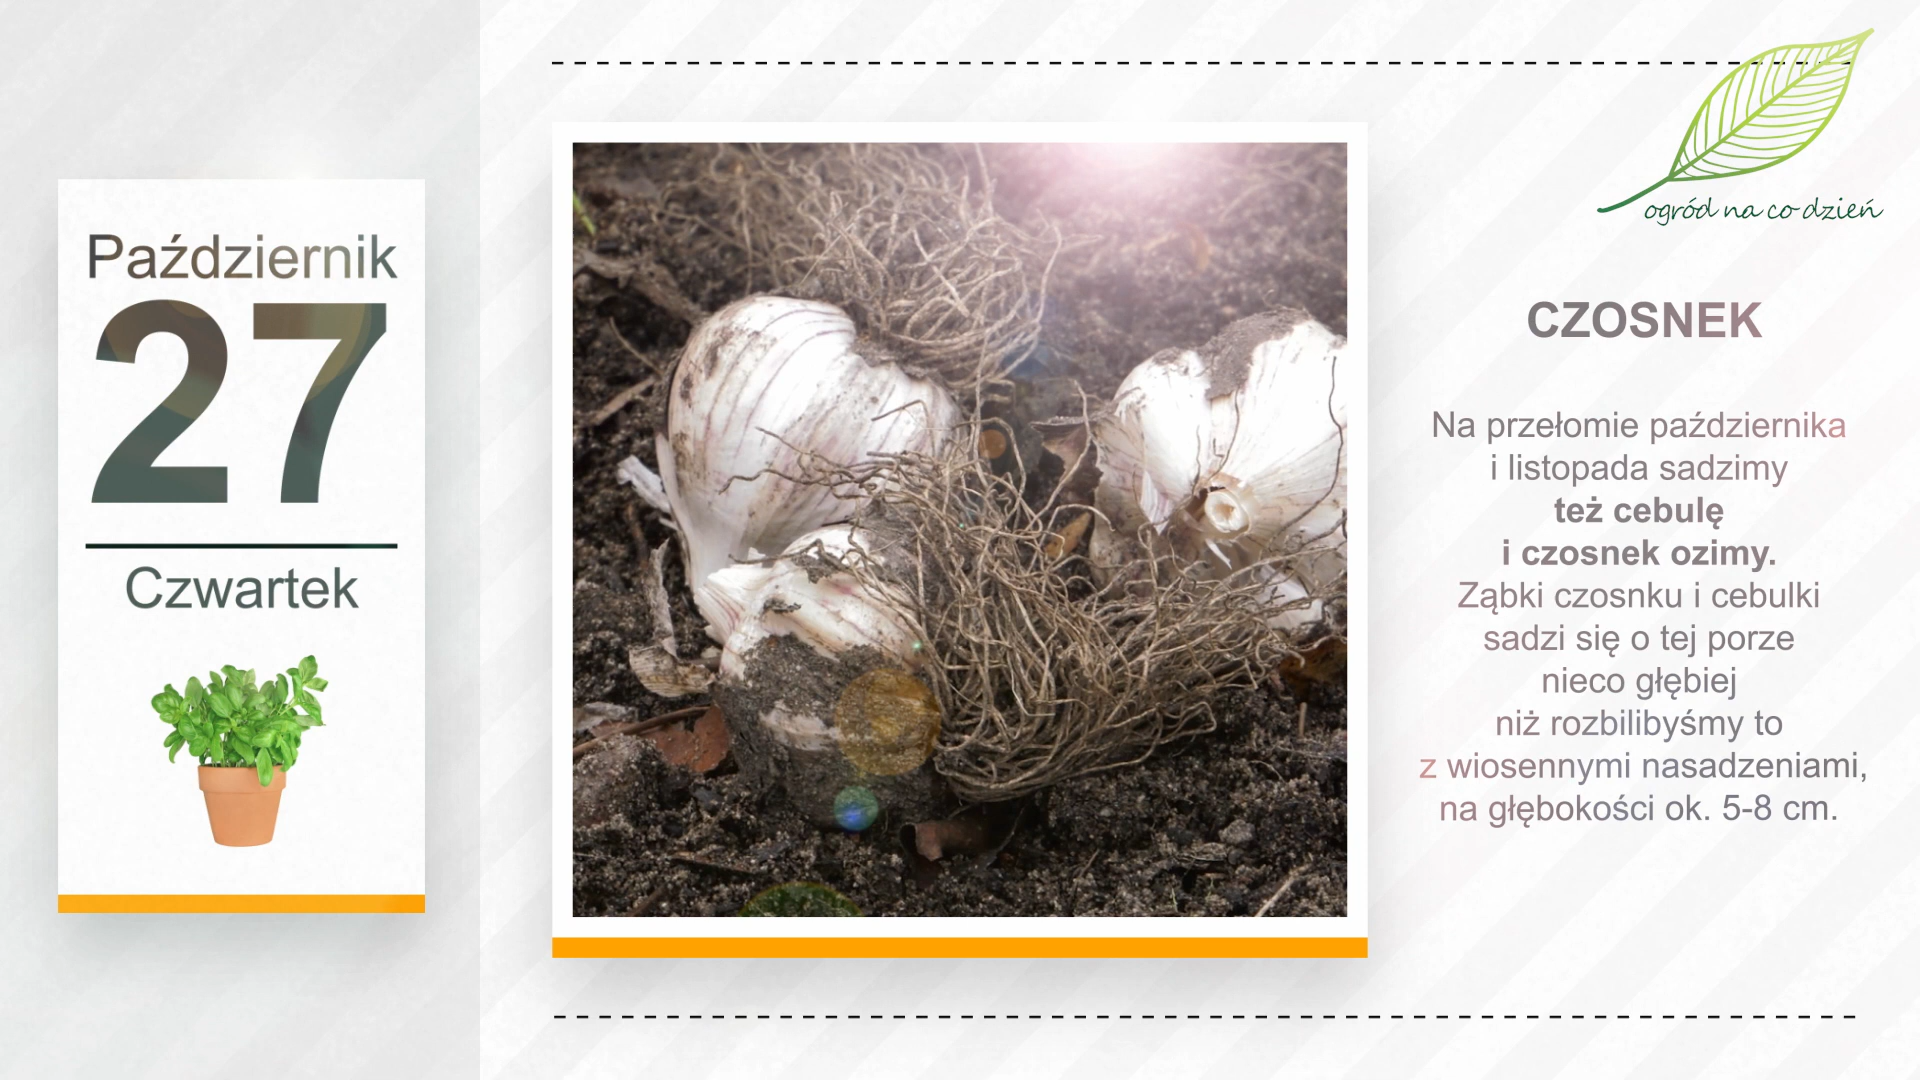 Październik
27
Czwartek
ogród na co dzień
CZOSNEK
Na przełomie października
i listopada sadzimy
też cebulę
i czosnek ozimy.
Ząbki czosnku i cebulki
sadzi się o tej porze
nieco głębiej
niż rozbilibyśmy to
z wiosennymi nasadzeniami,
na głębokości ok. 5-8 cm.